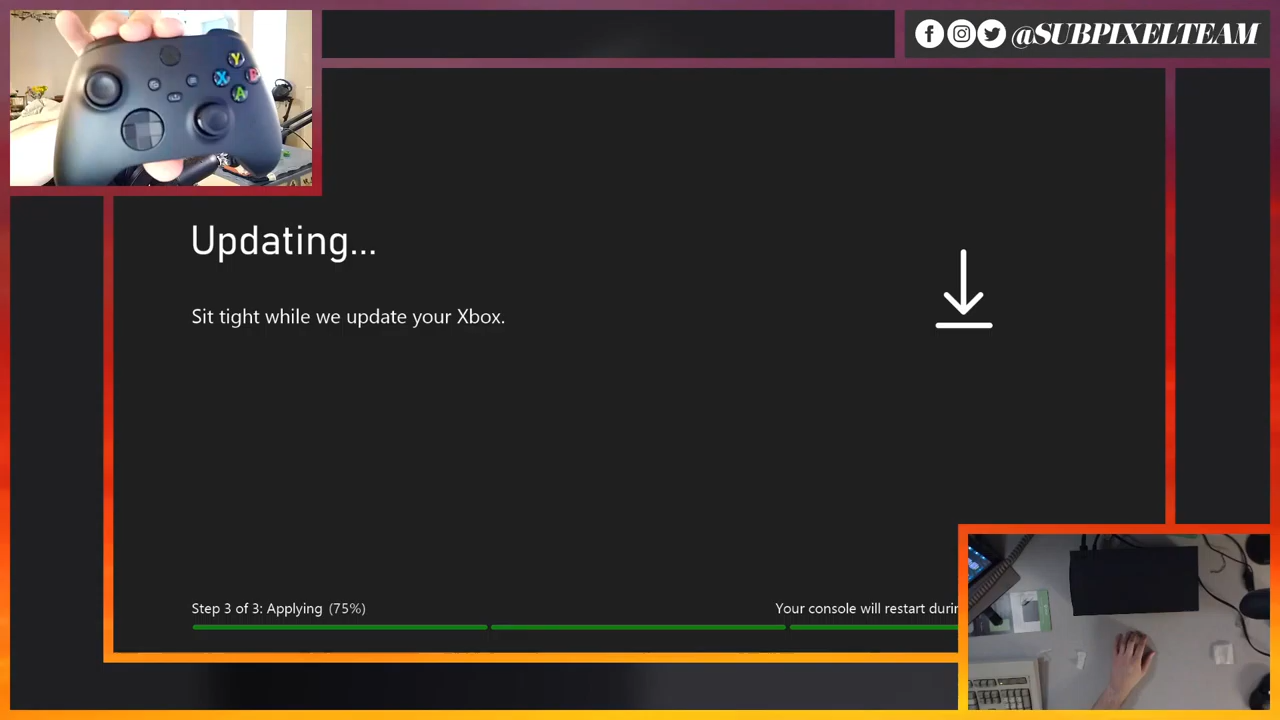 @SUBPIXELTEAM
Y
X
B
A
Updating...
Sit tight while we update your Xbox.
Step 3 of 3: Applying (75%)
Your console will restart